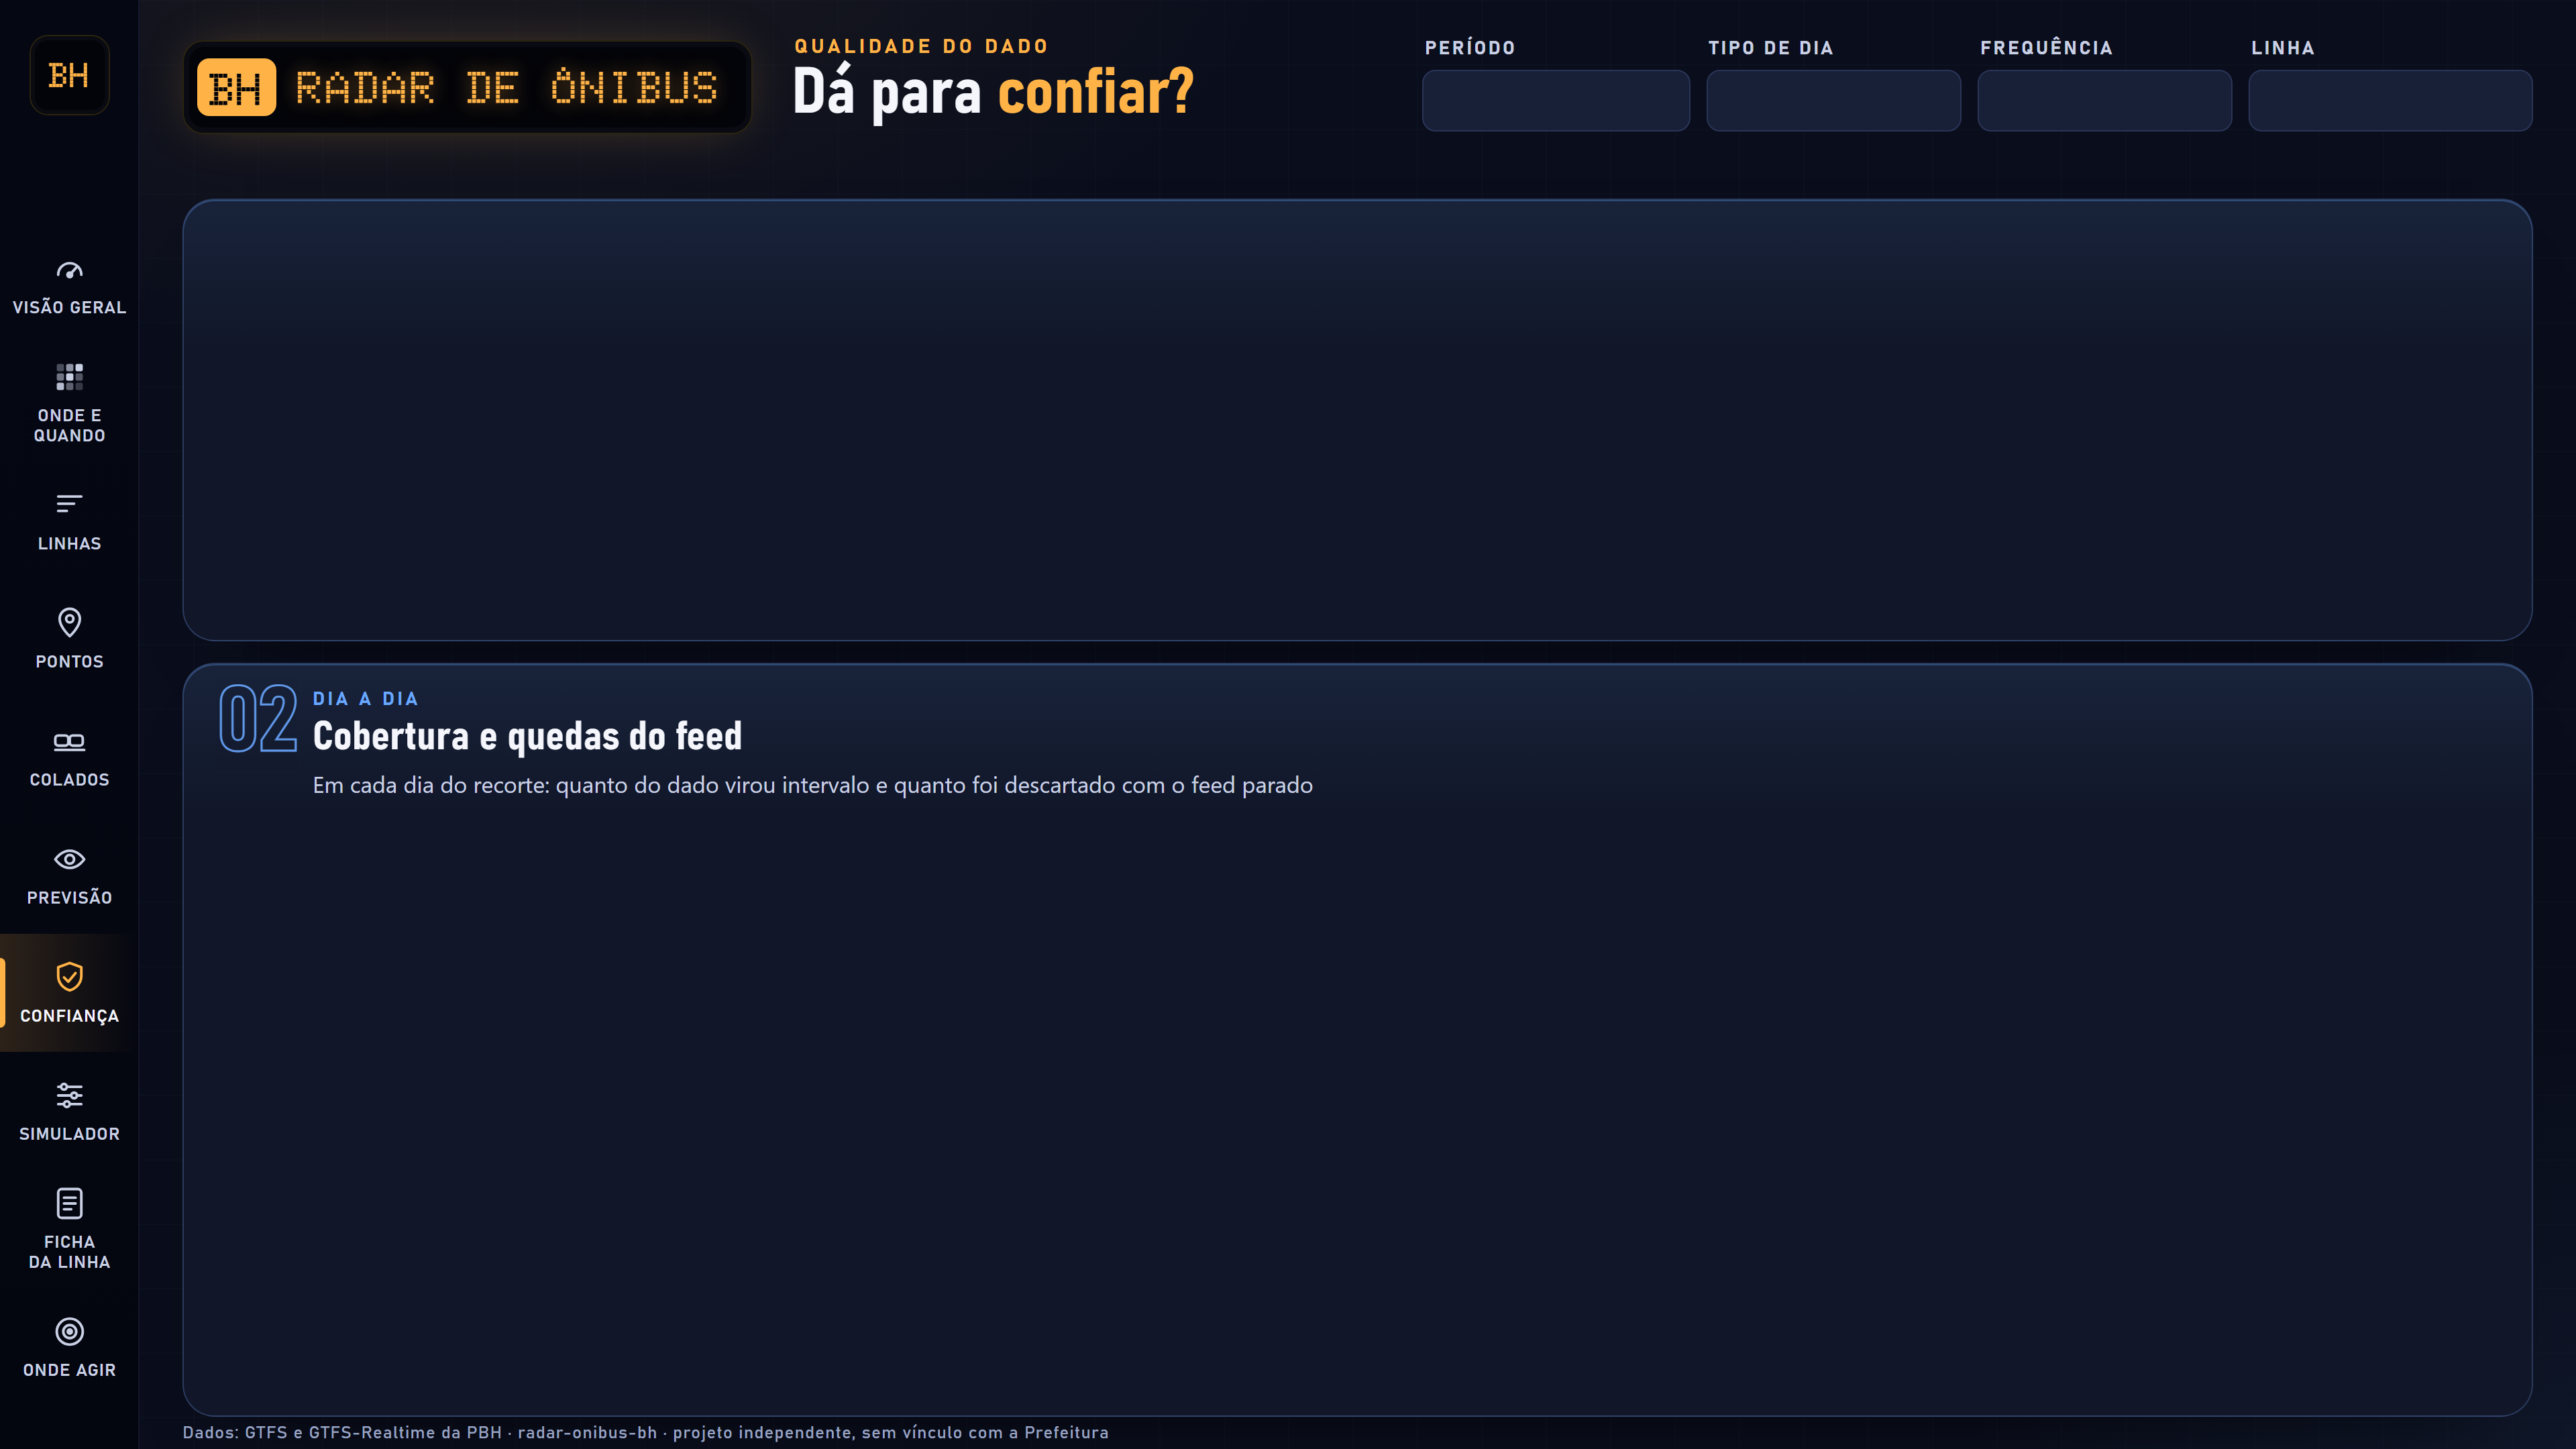 BH
BH RADAR DE ÔNIBUS
QUALIDADE DO DADO
Dá para confiar?
PERÍODO
TIPO DE DIA
FREQUÊNCIA
LINHA
VISÃO GERAL
ONDE E
QUANDO
LINHAS
PONTOS
COLADOS
PREVISÃO
CONFIANÇA
SIMULADOR
FICHA
DA LINHA
ONDE AGIR
02
DIA A DIA
Cobertura e quedas do feed
Em cada dia do recorte: quanto do dado virou intervalo e quanto foi descartado com o feed parado
Dados: GTFS e GTFS-Realtime da PBH · radar-onibus-bh · projeto independente, sem vínculo com a Prefeitura